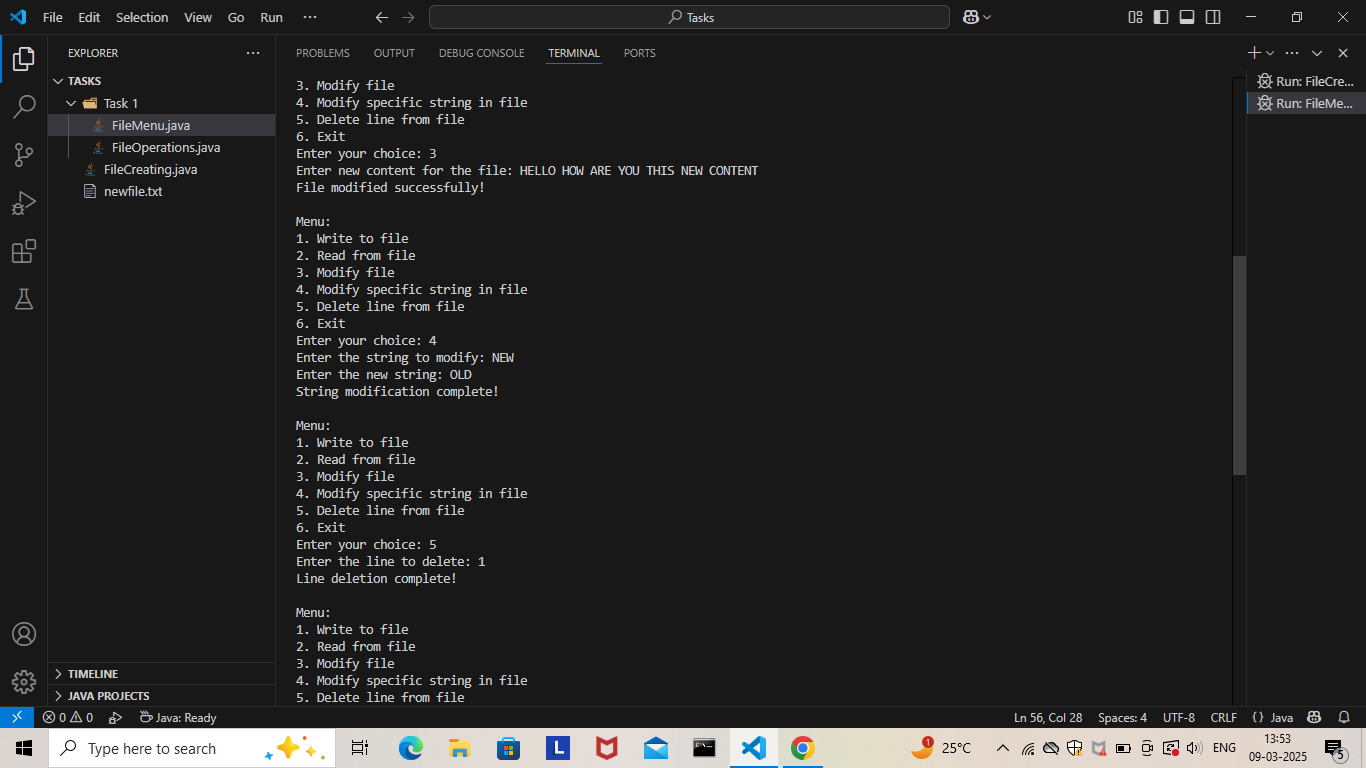 File Edit Selection View Go Run ···
Tasks
EXPLORER ···
TASKS
Task 1
FileMenu.java
FileOperations.java
FileCreating.java
newfile.txt
TIMELINE
JAVA PROJECTS
PROBLEMS OUTPUT DEBUG CONSOLE TERMINAL PORTS
Run: FileCre...
Run: FileMe...
3. Modify file
4. Modify specific string in file
5. Delete line from file
6. Exit
Enter your choice: 3
Enter new content for the file: HELLO HOW ARE YOU THIS NEW CONTENT
File modified successfully!
Menu:
1. Write to file
2. Read from file
3. Modify file
4. Modify specific string in file
5. Delete line from file
6. Exit
Enter your choice: 4
Enter the string to modify: NEW
Enter the new string: OLD
String modification complete!
Menu:
1. Write to file
2. Read from file
3. Modify file
4. Modify specific string in file
5. Delete line from file
6. Exit
Enter your choice: 5
Enter the line to delete: 1
Line deletion complete!
Menu:
1. Write to file
2. Read from file
3. Modify file
4. Modify specific string in file
5. Delete line from file
0 0 Java: Ready Ln 56, Col 28 Spaces: 4 UTF-8 CRLF {} Java
Type here to search L 1 25°C ENG 13:53
09-03-2025 5